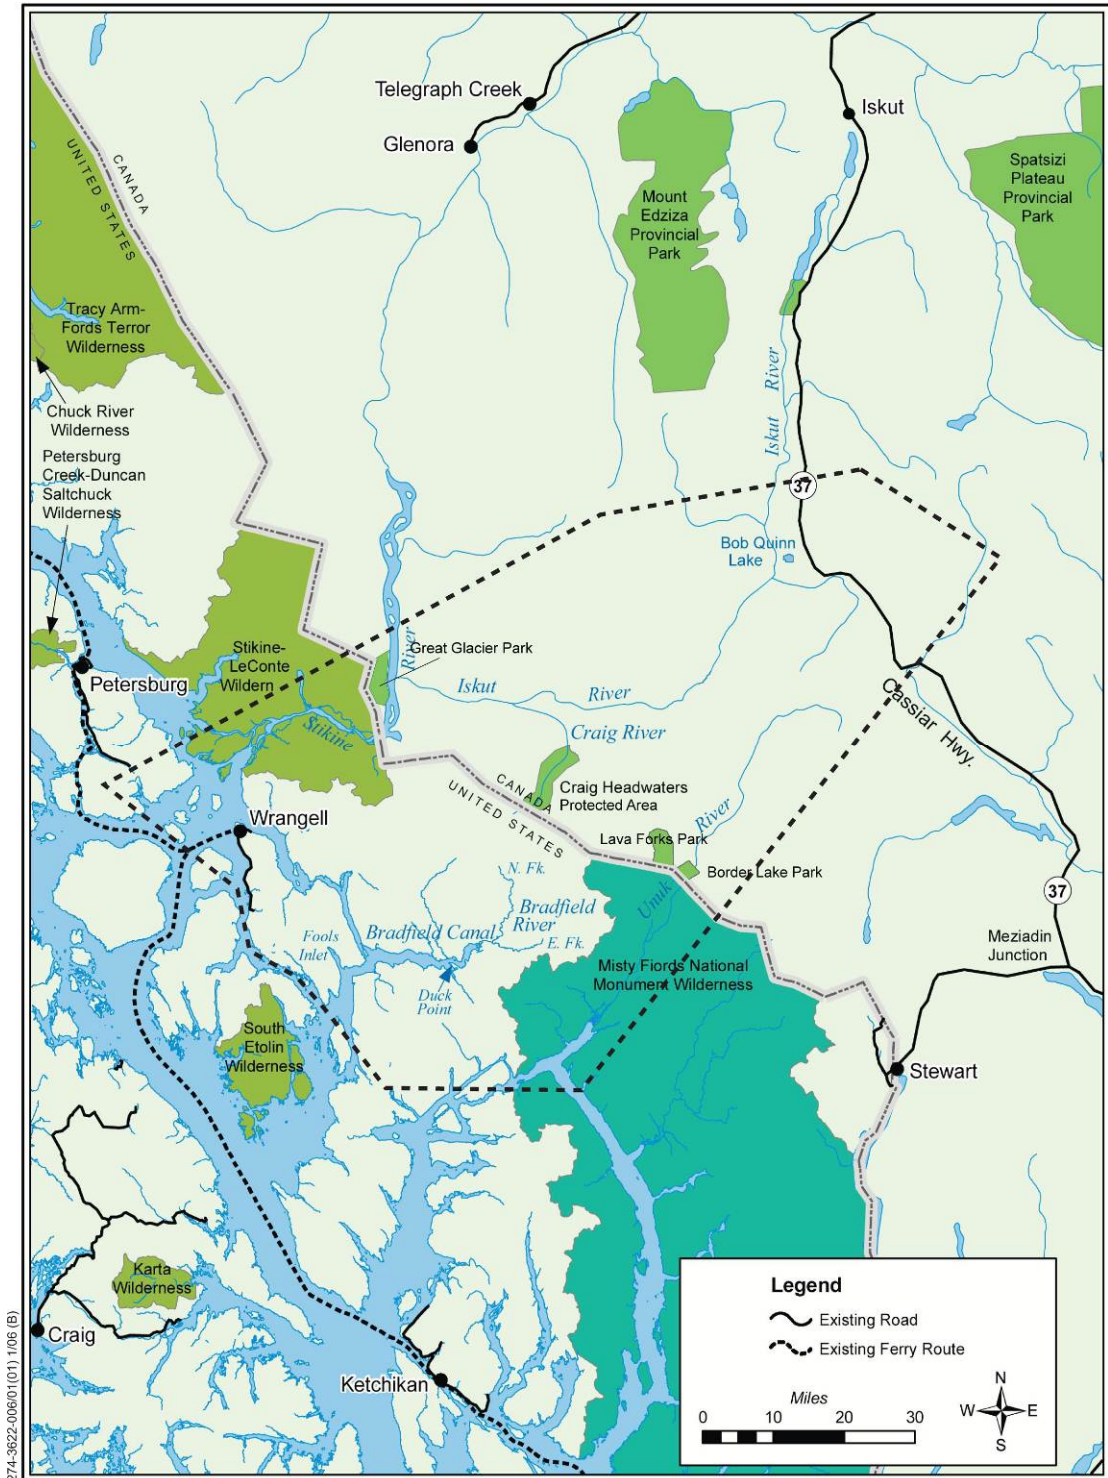 Telegraph Creek
Glenora
Iskut
Spatsizi
Plateau
Provincial
Park
Mount
Edziza
Provincial
Park
CANADA
UNITED STATES
Tracy Arm-
Fords Terror
Wilderness
Chuck River
Wilderness
Petersburg
Creek-Duncan
Saltchuck
Wilderness
Iskut River
37
Bob Quinn
Lake
Stikine-
LeConte
Wildern
Great Glacier Park
River
Petersburg
Stikine
Iskut River
Craig River
Cassiar Hwy.
CANADA
UNITED STATES
Craig Headwaters
Protected Area
Wrangell
Lava Forks Park
River
Border Lake Park
Unuk
N. Fk.
Bradfield
River
Bradfield Canal
E. Fk.
Fools
Inlet
Duck
Point
37
Meziadin
Junction
Misty Fiords National
Monument Wilderness
South
Etolin
Wilderness
Stewart
Karta
Wilderness
Craig
Ketchikan
Legend
Existing Road
Existing Ferry Route
Miles
0 10 20 30
N
W E
S
274-3622-006/01(01) 1/06 (B)